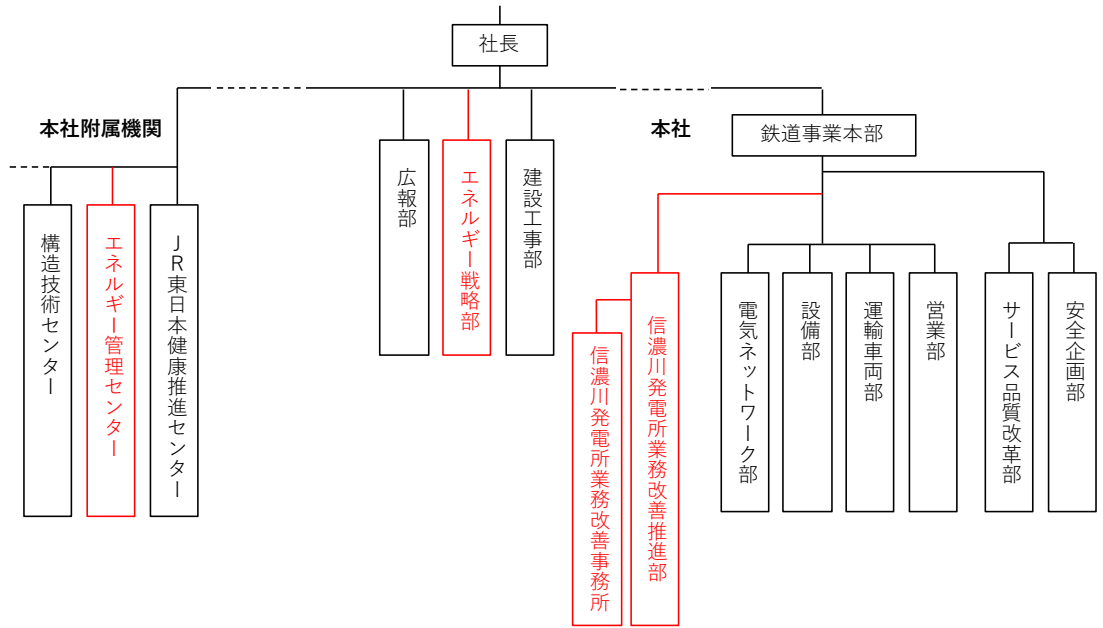 社長
本社附属機関
本社
鉄道事業本部
構造技術センター
エネルギー管理センター
JR東日本健康推進センター
広報部
エネルギー戦略部
建設工事部
信濃川発電所業務改善事務所
信濃川発電所業務改善推進部
電気ネットワーク部
設備部
運輸車両部
営業部
サービス品質改革部
安全企画部